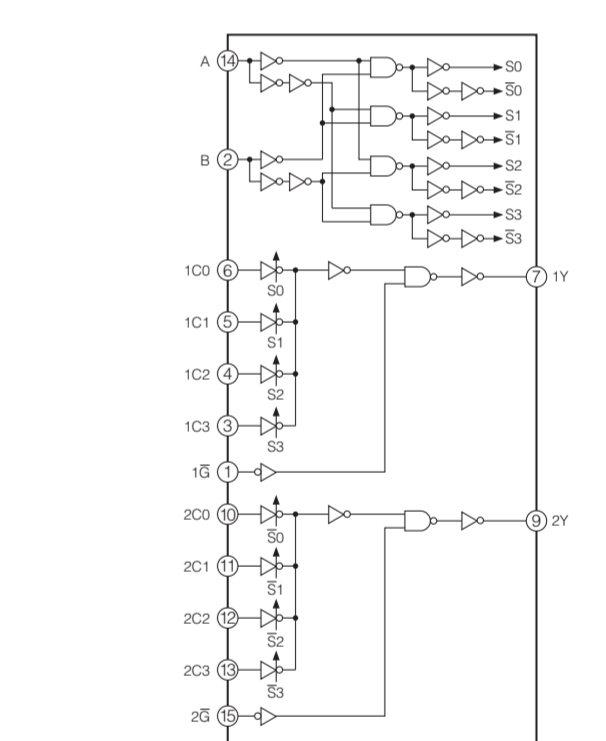 A 14 S0
S̅0
S1
S̅1
B 2 S2
S̅2
S3
S̅3
1C0 6 7 1Y
S0
1C1 5
S1
1C2 4
S2
1C3 3
S3
1G̅ 1
2C0 10 9 2Y
S̅0
2C1 11
S̅1
2C2 12
S̅2
2C3 13
S̅3
2G̅ 15